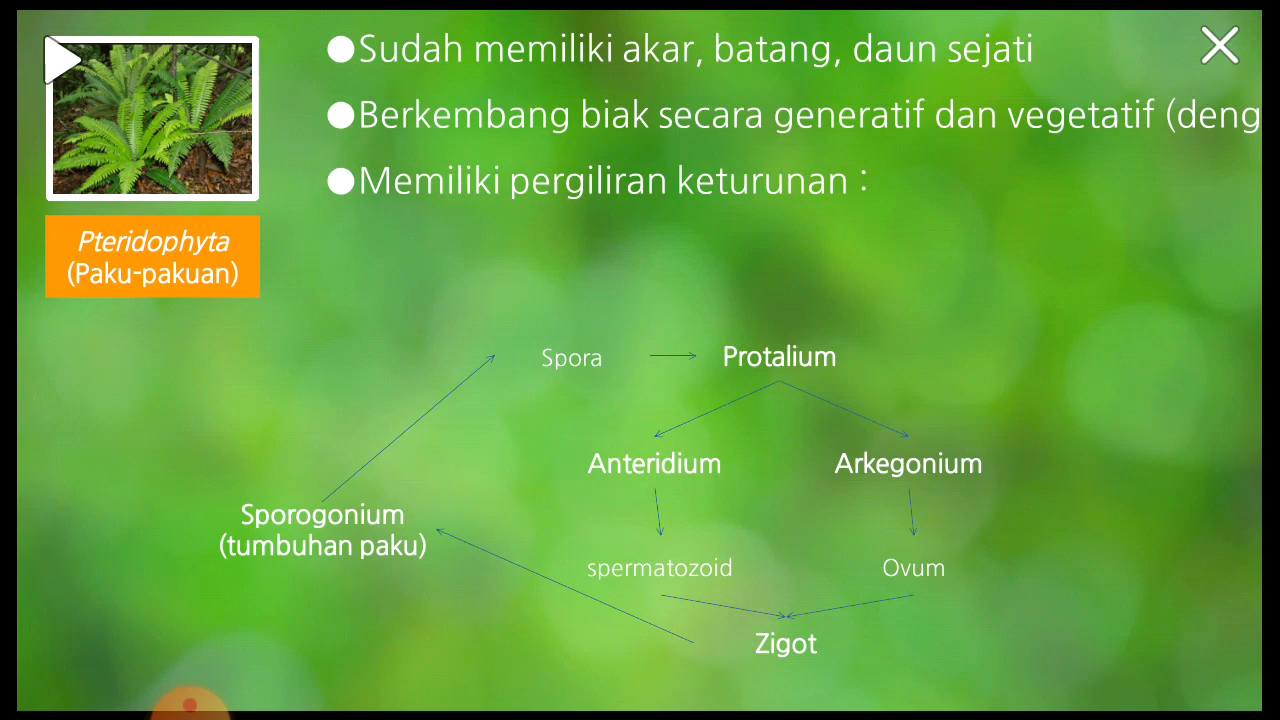 ●Sudah memiliki akar, batang, daun sejati
●Berkembang biak secara generatif dan vegetatif (deng
●Memiliki pergiliran keturunan :
Pteridophyta
(Paku-pakuan)
Spora
Protalium
Anteridium
Arkegonium
Sporogonium
(tumbuhan paku)
spermatozoid
Ovum
Zigot